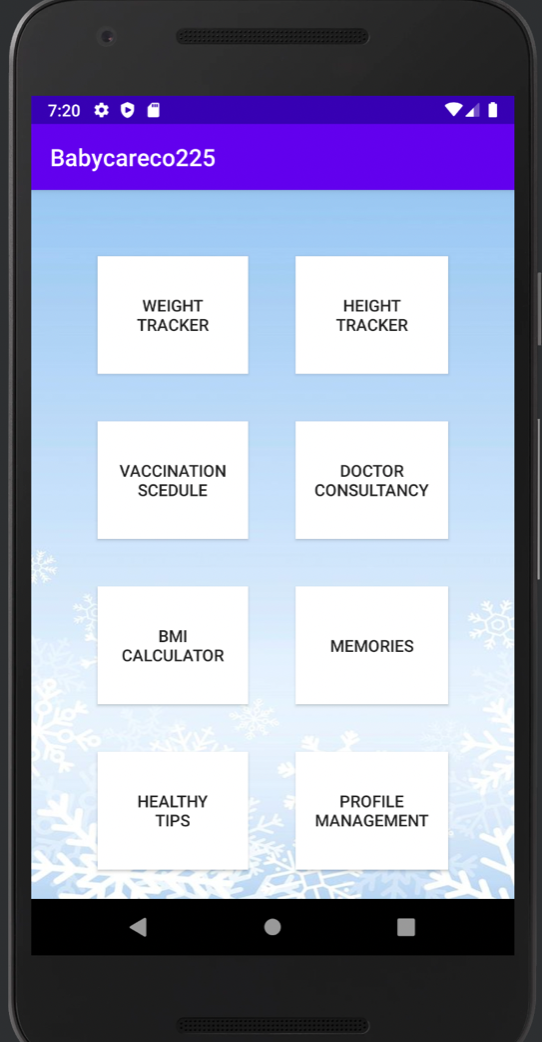 7:20
Babycareco225
WEIGHT
TRACKER
HEIGHT
TRACKER
VACCINATION
SCEDULE
DOCTOR
CONSULTANCY
BMI
CALCULATOR
MEMORIES
HEALTHY
TIPS
PROFILE
MANAGEMENT